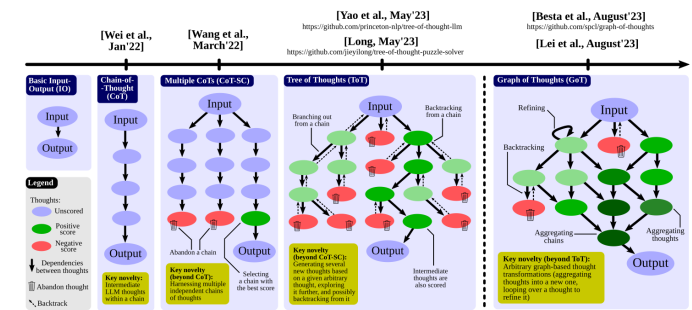 [Wei et al.,
Jan'22]
[Wang et al.,
March'22]
[Yao et al., May'23]
https://github.com/princeton-nlp/tree-of-thought-llm
[Long, May'23]
https://github.com/jieyilong/tree-of-thought-puzzle-solver
[Besta et al., August'23]
https://github.com/spcl/graph-of-thoughts
[Lei et al., August'23]
Basic Input-
Output (IO)
Input
Output
Legend
Thoughts:
Unscored
Positive
score
Negative
score
Dependencies
between thoughts
Abandon thought
Backtrack
Chain-of-
Thought
(CoT)
Input
Output
Key novelty:
Intermediate
LLM thoughts
within a chain
Multiple CoTs (CoT-SC)
Input
Abandon a chain
Output
Key novelty
(beyond CoT):
Harnessing multiple
independent chains
of thoughts
Selecting
a chain with
the best score
Tree of Thoughts (ToT)
Input
Branching out
from a chain
Backtracking
from a chain
Output
Key novelty
(beyond CoT-SC):
Generating several
new thoughts based
on a given arbitrary
thought, exploring
it further, and possibly
backtracking from it
Intermediate
thoughts are
also scored
Graph of Thoughts (GoT)
Input
Refining
Backtracking
Aggregating
chains
Aggregating
thoughts
Output
Key novelty (beyond ToT):
Arbitrary graph-based thought
transformations (aggregating
thoughts into a new one,
looping over a thought to
refine it)